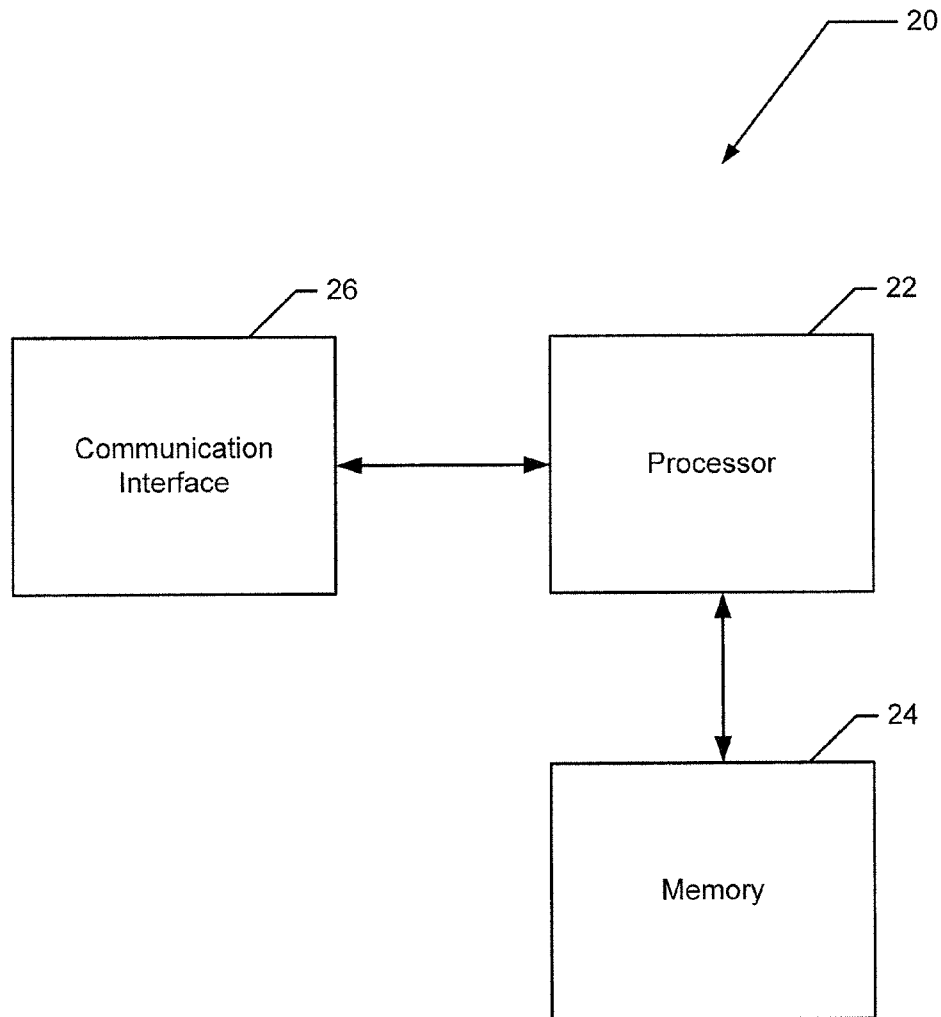 20
26
22
Communication
Interface
Processor
24
Memory